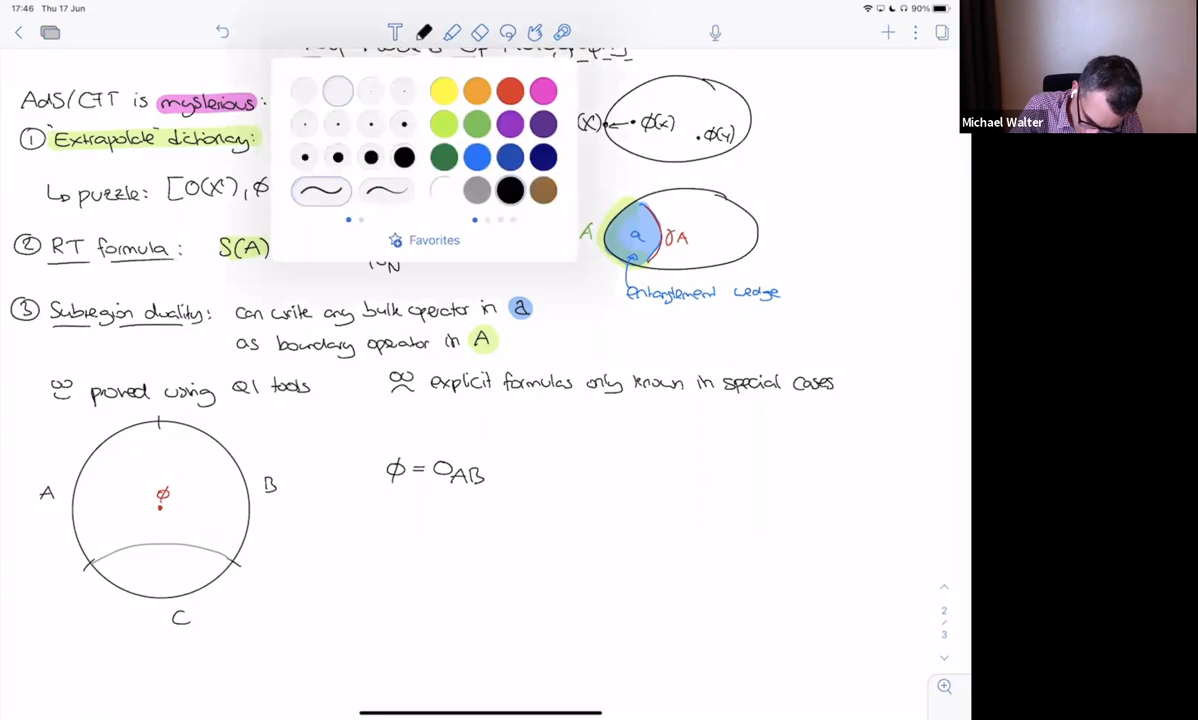 17:46 Thu 17 Jun
90%
AdS/CFT is mysterious:
① "Extrapolate" dictionary:
(x) ϕ(x)
ϕ(y)
↳ puzzle: [O(x), ϕ
② RT formula: S(A)
Favorites
A a γA
entanglement wedge
③ Subregion duality: can write any bulk operator in a
as boundary operator in A
proved using QI tools
explicit formulas only known in special cases
A ϕ B
C
ϕ = O_AB
2
/
3
Michael Walter